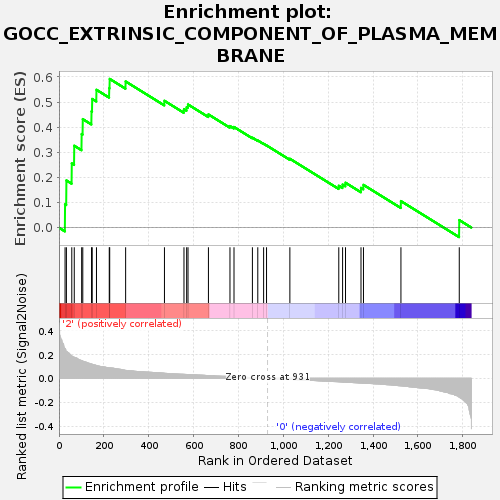 Enrichment plot:
GOCC_EXTRINSIC_COMPONENT_OF_PLASMA_MEM
BRANE
Enrichment score (ES)
0.6
0.5
0.4
0.3
0.2
0.1
0.0
'2' (positively correlated)
Ranked list metric (Signal2Noise)
0.4
0.2
0.0
-0.2
-0.4
Zero cross at 931
'0' (negatively correlated)
0 200 400 600 800 1,000 1,200 1,400 1,600 1,800
Rank in Ordered Dataset
Enrichment profile Hits Ranking metric scores